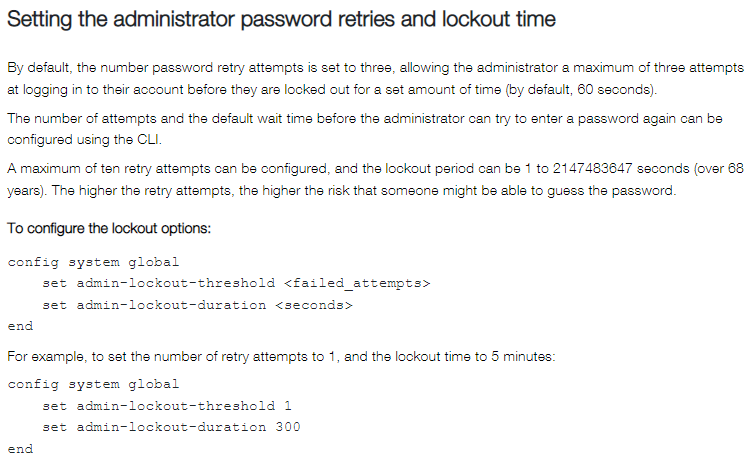 Setting the administrator password retries and lockout time
By default, the number password retry attempts is set to three, allowing the administrator a maximum of three attempts
at logging in to their account before they are locked out for a set amount of time (by default, 60 seconds).
The number of attempts and the default wait time before the administrator can try to enter a password again can be
configured using the CLI.
A maximum of ten retry attempts can be configured, and the lockout period can be 1 to 2147483647 seconds (over 68
years). The higher the retry attempts, the higher the risk that someone might be able to guess the password.
To configure the lockout options:
config system global
    set admin-lockout-threshold <failed_attempts>
    set admin-lockout-duration <seconds>
end
For example, to set the number of retry attempts to 1, and the lockout time to 5 minutes:
config system global
    set admin-lockout-threshold 1
    set admin-lockout-duration 300
end